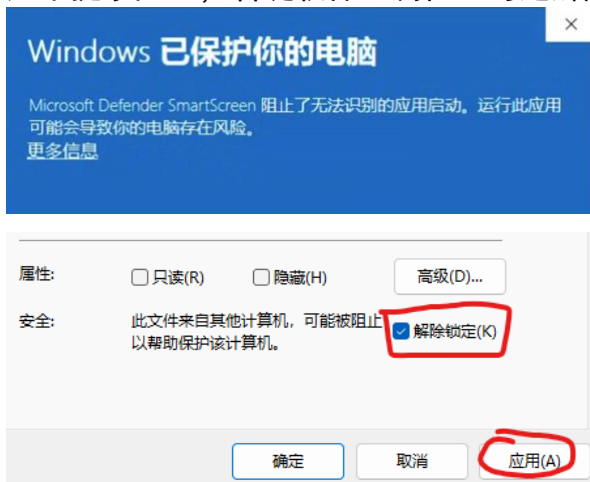 Windows 已保护你的电脑
Microsoft Defender SmartScreen 阻止了无法识别的应用启动。运行此应用
可能会导致你的电脑存在风险。
更多信息
属性: 只读(R) 隐藏(H) 高级(D)...
安全: 此文件来自其他计算机，可能被阻止 解除锁定(K)
以帮助保护该计算机。
确定 取消 应用(A)